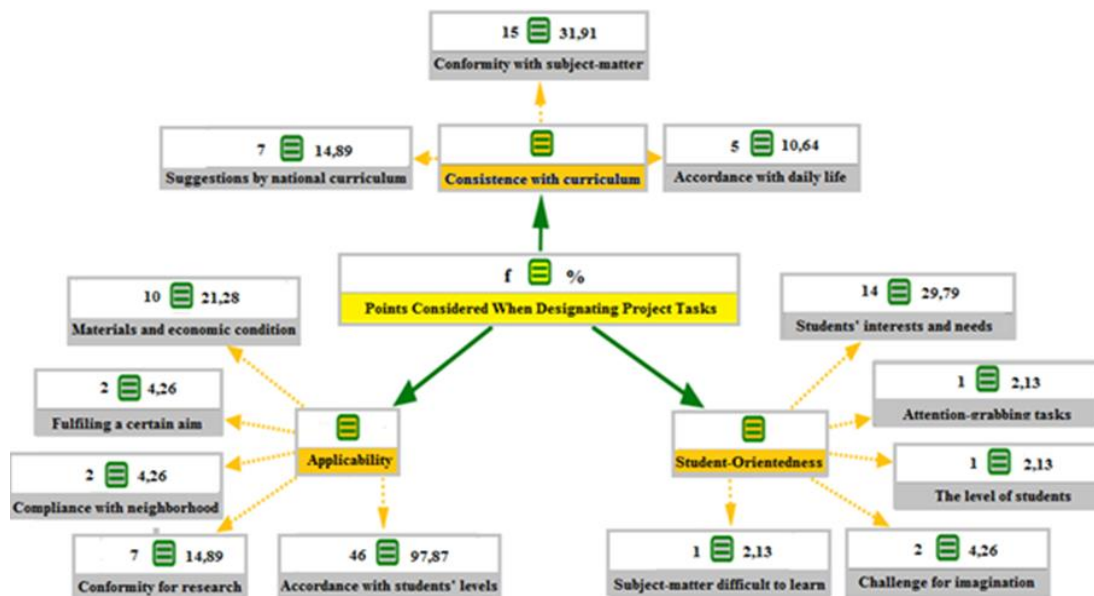 15 31,91
Conformity with subject-matter
7 14,89
Suggestions by national curriculum
Consistence with curriculum
5 10,64
Accordance with daily life
f %
Points Considered When Designating Project Tasks
10 21,28
Materials and economic condition
14 29,79
Students' interests and needs
2 4,26
Fulfiling a certain aim
1 2,13
Attention-grabbing tasks
Applicability
Student-Orientedness
2 4,26
Compliance with neighborhood
1 2,13
The level of students
7 14,89
Conformity for research
46 97,87
Accordance with students' levels
1 2,13
Subject-matter difficult to learn
2 4,26
Challenge for imagination